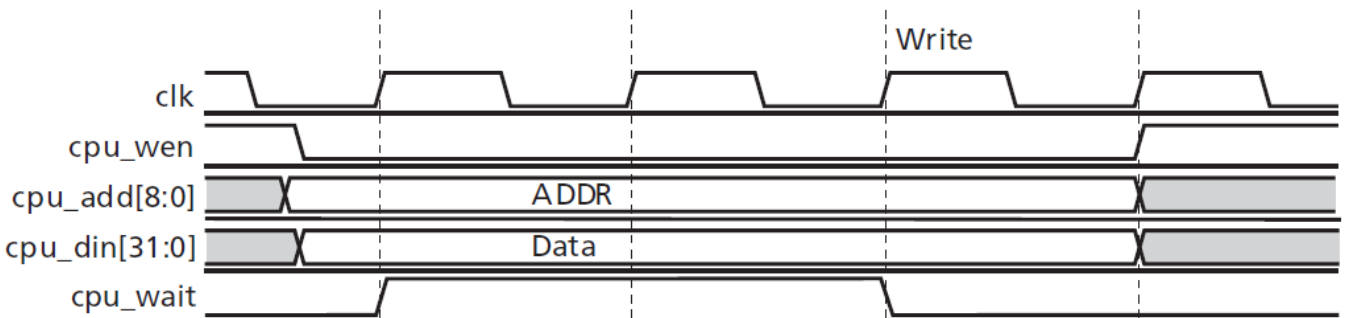 Write
clk
cpu_wen
cpu_add[8:0]
ADDR
cpu_din[31:0]
Data
cpu_wait